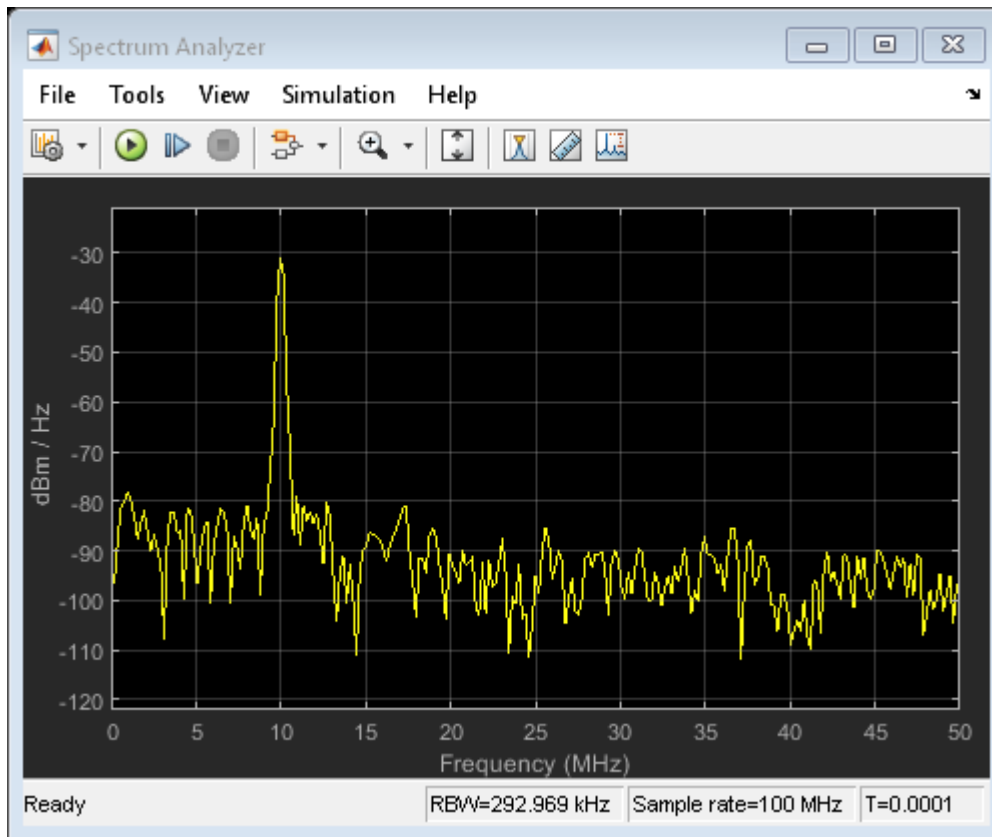 Spectrum Analyzer
File Tools View Simulation Help
-30
-40
-50
-60
-70
-80
-90
-100
-110
-120
dBm / Hz
0 5 10 15 20 25 30 35 40 45 50
Frequency (MHz)
Ready RBW=292.969 kHz Sample rate=100 MHz T=0.0001